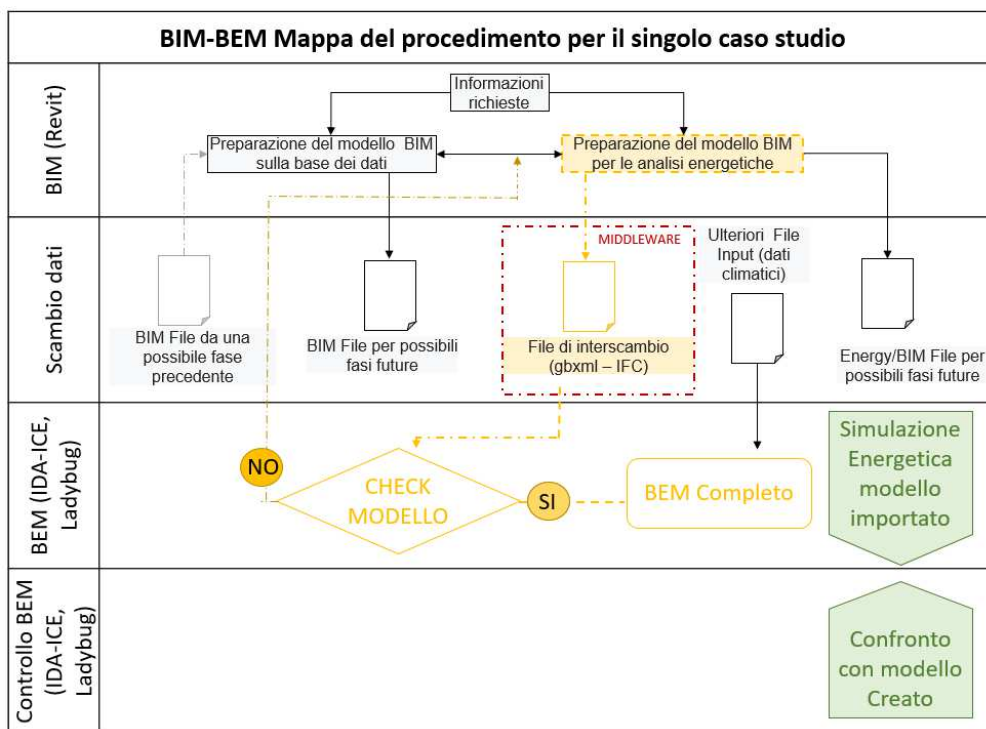 BIM-BEM Mappa del procedimento per il singolo caso studio
BIM (Revit)
Informazioni
richieste
Preparazione del modello BIM
sulla base dei dati
Preparazione del modello BIM
per le analisi energetiche
Scambio dati
BIM File da una
possibile fase
precedente
BIM File per possibili
fasi future
MIDDLEWARE
File di interscambio
(gbxml – IFC)
Ulteriori File
Input (dati
climatici)
Energy/BIM File per
possibili fasi future
BEM (IDA-ICE,
Ladybug)
NO
CHECK
MODELLO
SI
BEM Completo
Simulazione
Energetica
modello
importato
Controllo BEM
(IDA-ICE,
Ladybug)
Confronto
con modello
Creato